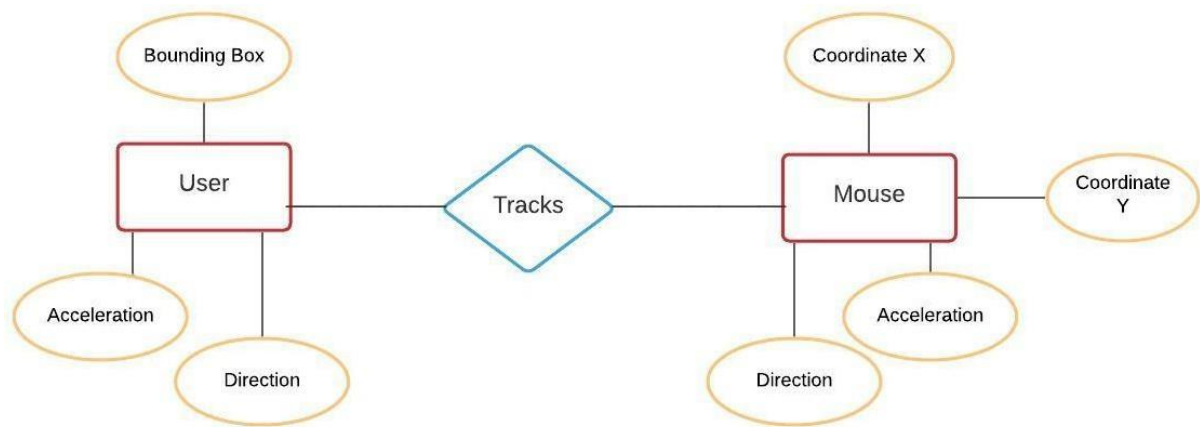 Bounding Box
Coordinate X
User
Tracks
Mouse
Coordinate
Y
Acceleration
Acceleration
Direction
Direction